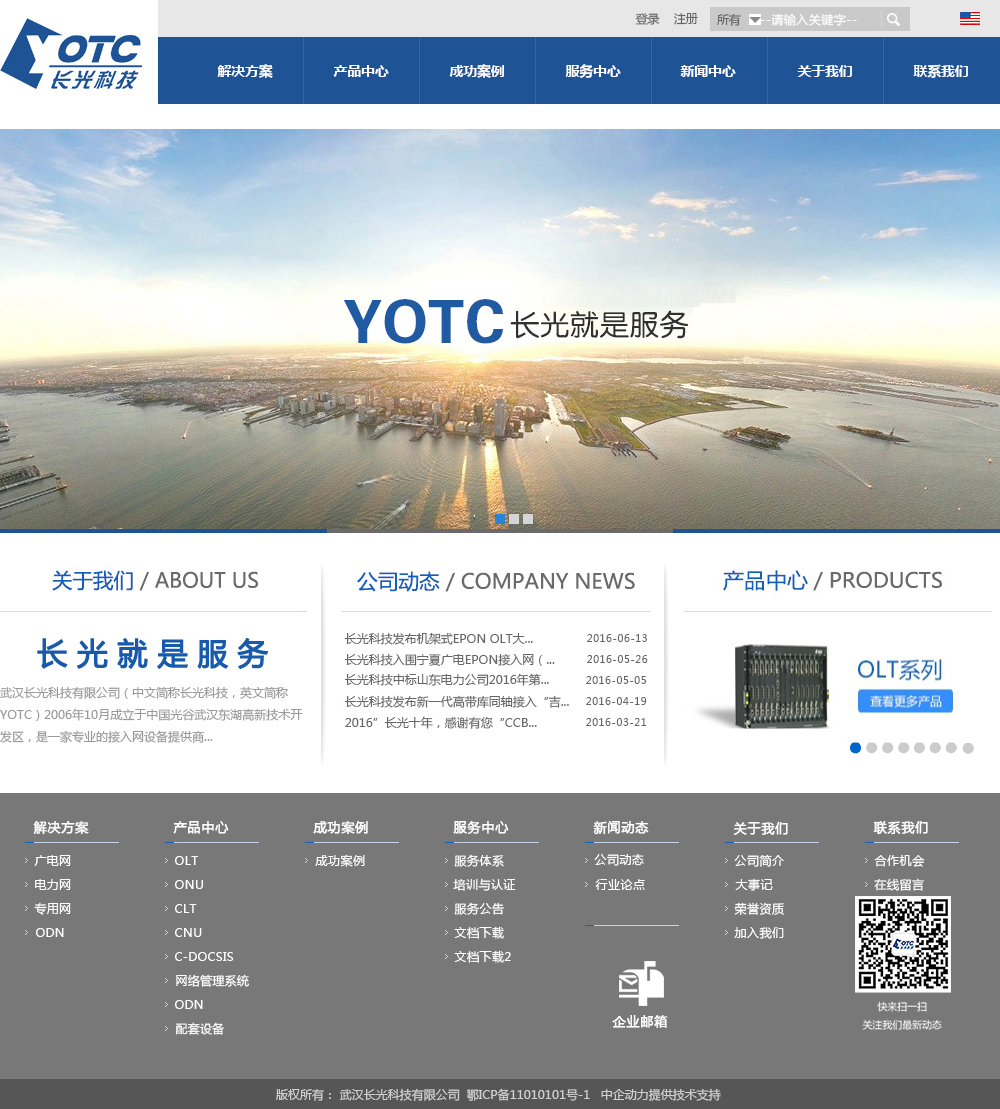 登录 注册 所有 --请输入关键字--
YOTC
长光科技
解决方案 产品中心 成功案例 服务中心 新闻中心 关于我们 联系我们
YOTC 长光就是服务
关于我们 / ABOUT US
长光就是服务
武汉长光科技有限公司（中文简称长光科技，英文简称
YOTC）2006年10月成立于中国光谷武汉东湖高新技术开
发区，是一家专业的接入网设备提供商...
公司动态 / COMPANY NEWS
长光科技发布机架式EPON OLT大... 2016-06-13
长光科技入围宁夏广电EPON接入网（... 2016-05-26
长光科技中标山东电力公司2016年第... 2016-05-05
长光科技发布新一代高带库同轴接入“吉... 2016-04-19
2016”长光十年，感谢有您“CCB... 2016-03-21
产品中心 / PRODUCTS
OLT系列
查看更多产品
解决方案
广电网
电力网
专用网
ODN
产品中心
OLT
ONU
CLT
CNU
C-DOCSIS
网络管理系统
ODN
配套设备
成功案例
成功案例
服务中心
服务体系
培训与认证
服务公告
文档下载
文档下载2
新闻动态
公司动态
行业论点
企业邮箱
关于我们
公司简介
大事记
荣誉资质
加入我们
联系我们
合作机会
在线留言
YOTC
快来扫一扫
关注我们最新动态
版权所有： 武汉长光科技有限公司 鄂ICP备11010101号-1 中企动力提供技术支持